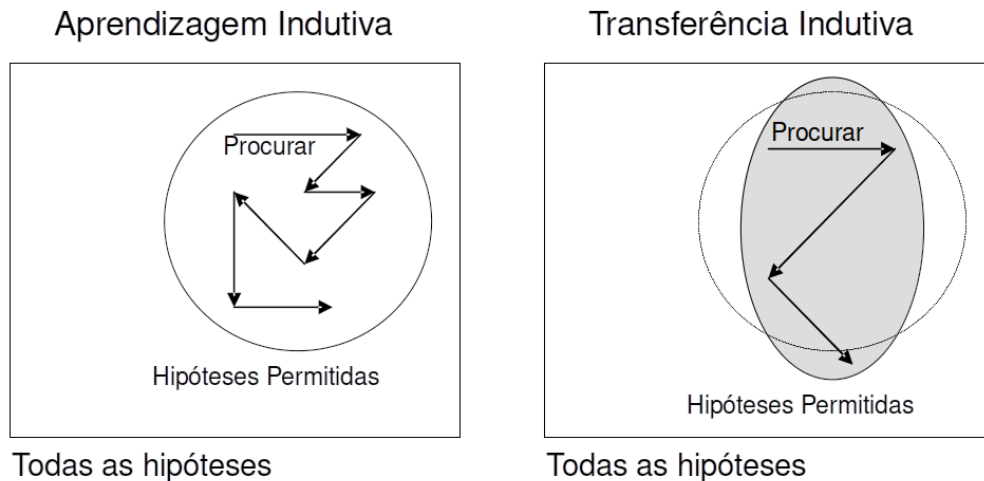 Aprendizagem Indutiva
Procurar
Hipóteses Permitidas
Todas as hipóteses
Transferência Indutiva
Procurar
Hipóteses Permitidas
Todas as hipóteses